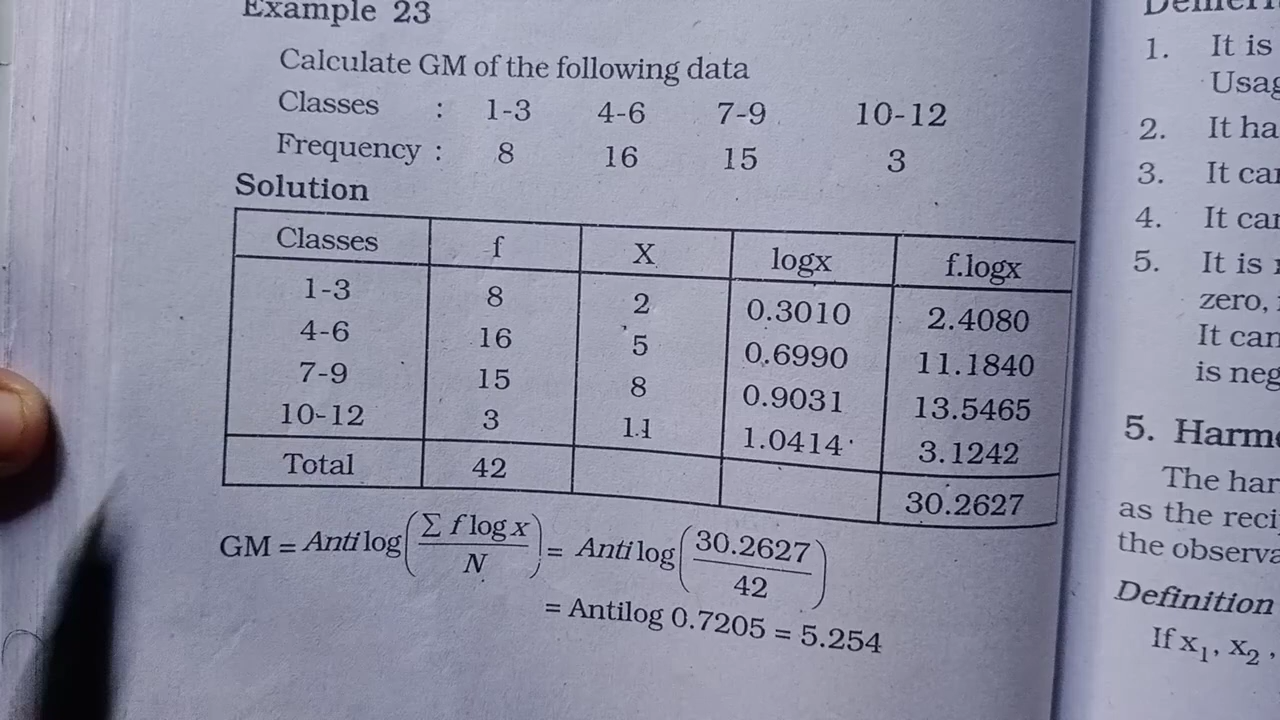 Example 23
Calculate GM of the following data
Classes : 1-3 4-6 7-9 10-12
Frequency : 8 16 15 3
Solution
Classes f X logx f.logx
1-3 8 2 0.3010 2.4080
4-6 16 5 0.6990 11.1840
7-9 15 8 0.9031 13.5465
10-12 3 11 1.0414 3.1242
Total 42 30.2627
GM = Antilog(∑ f log x / N) = Antilog(30.2627 / 42)
= Antilog 0.7205 = 5.254
1. It is
2. It ha
3. It can
4. It can
5. It is
zero,
It can
is neg
5. Harm
The har
as the reci
the observa
Definition
If x₁, x₂ ,